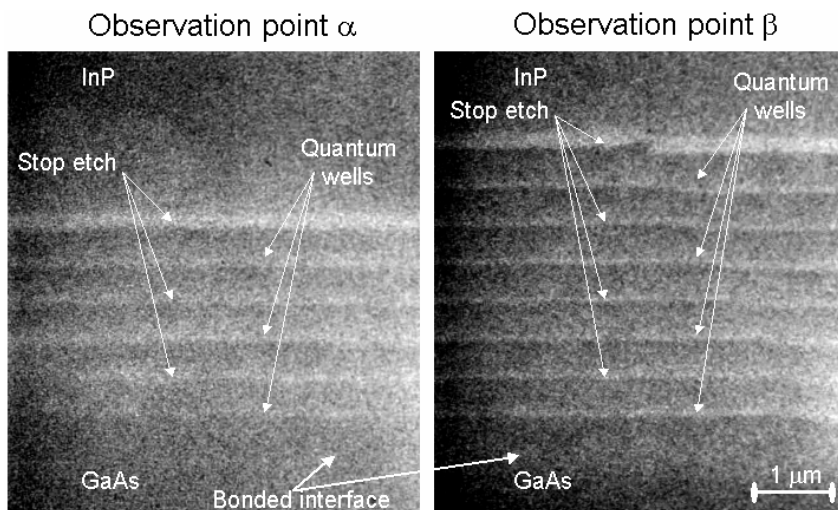 Observation point α
Observation point β
InP
Stop etch
Quantum
wells
GaAs
Bonded interface
InP
Stop etch
Quantum
wells
GaAs
1 μm